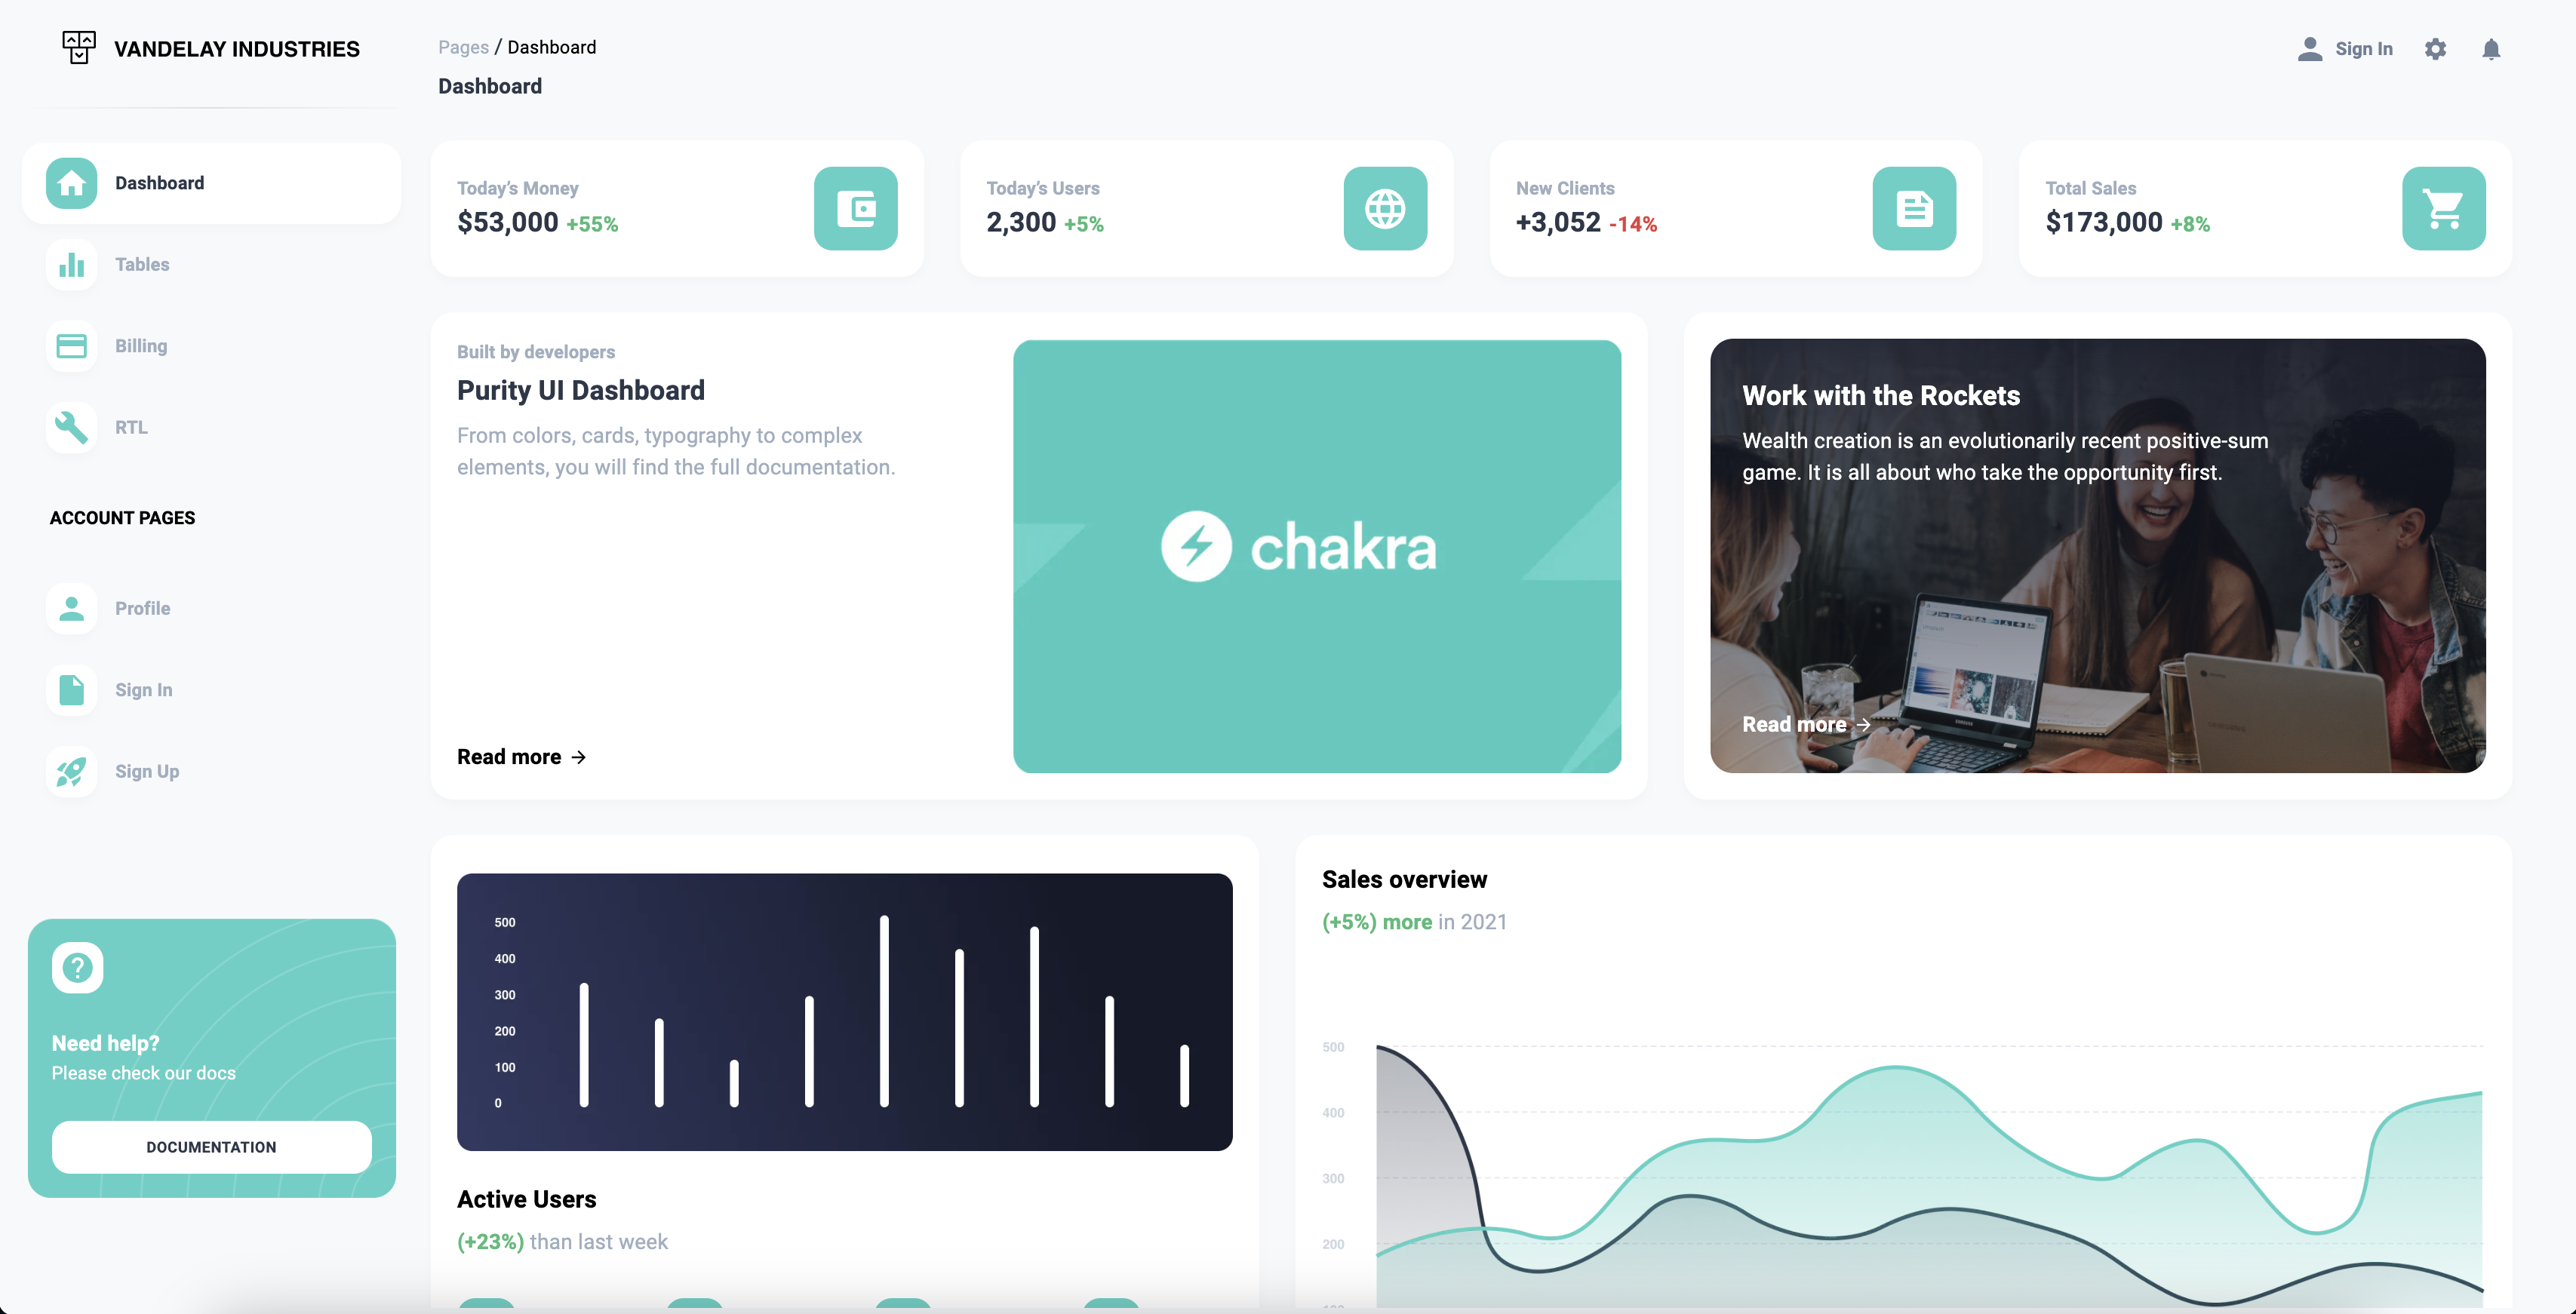 VANDELAY INDUSTRIES
Pages / Dashboard
Dashboard
Sign In
Dashboard
Tables
Billing
RTL
ACCOUNT PAGES
Profile
Sign In
Sign Up
Need help?
Please check our docs
DOCUMENTATION
Today's Money
$53,000 +55%
Today's Users
2,300 +5%
New Clients
+3,052 -14%
Total Sales
$173,000 +8%
Built by developers
Purity UI Dashboard
From colors, cards, typography to complex
elements, you will find the full documentation.
Read more
chakra
Work with the Rockets
Wealth creation is an evolutionarily recent positive-sum
game. It is all about who take the opportunity first.
Read more
500
400
300
200
100
0
Active Users
(+23%) than last week
Sales overview
(+5%) more in 2021
500
400
300
200